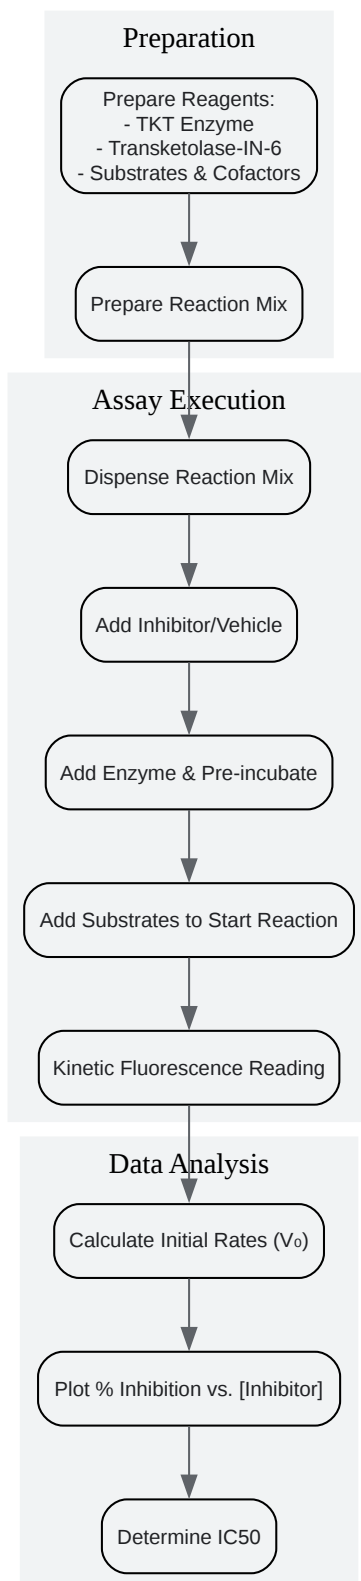 Preparation
Prepare Reagents:
- TKT Enzyme
- Transketolase-IN-6
- Substrates & Cofactors
Prepare Reaction Mix
Assay Execution
Dispense Reaction Mix
Add Inhibitor/Vehicle
Add Enzyme & Pre-incubate
Add Substrates to Start Reaction
Kinetic Fluorescence Reading
Data Analysis
Calculate Initial Rates (V₀)
Plot % Inhibition vs. [Inhibitor]
Determine IC50